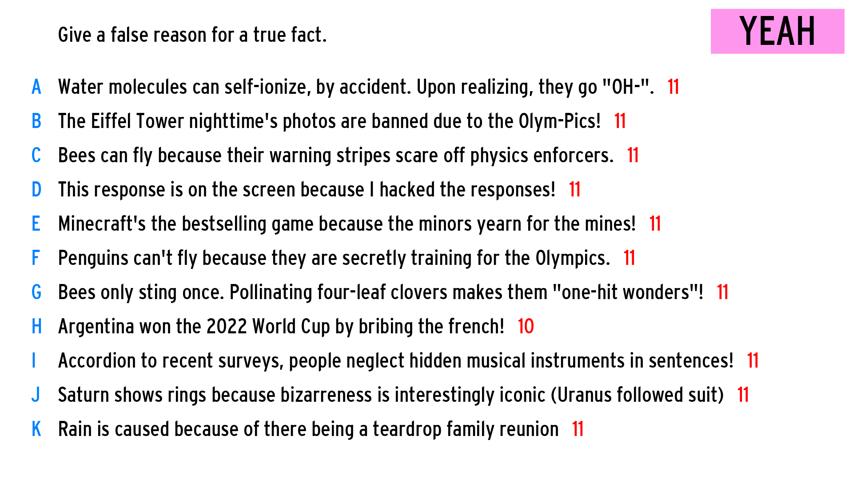 Give a false reason for a true fact.
YEAH
A Water molecules can self-ionize, by accident. Upon realizing, they go "OH-". 11
B The Eiffel Tower nighttime's photos are banned due to the Olym-Pics! 11
C Bees can fly because their warning stripes scare off physics enforcers. 11
D This response is on the screen because I hacked the responses! 11
E Minecraft's the bestselling game because the minors yearn for the mines! 11
F Penguins can't fly because they are secretly training for the Olympics. 11
G Bees only sting once. Pollinating four-leaf clovers makes them "one-hit wonders"! 11
H Argentina won the 2022 World Cup by bribing the french! 10
I Accordion to recent surveys, people neglect hidden musical instruments in sentences! 11
J Saturn shows rings because bizarreness is interestingly iconic (Uranus followed suit) 11
K Rain is caused because of there being a teardrop family reunion 11